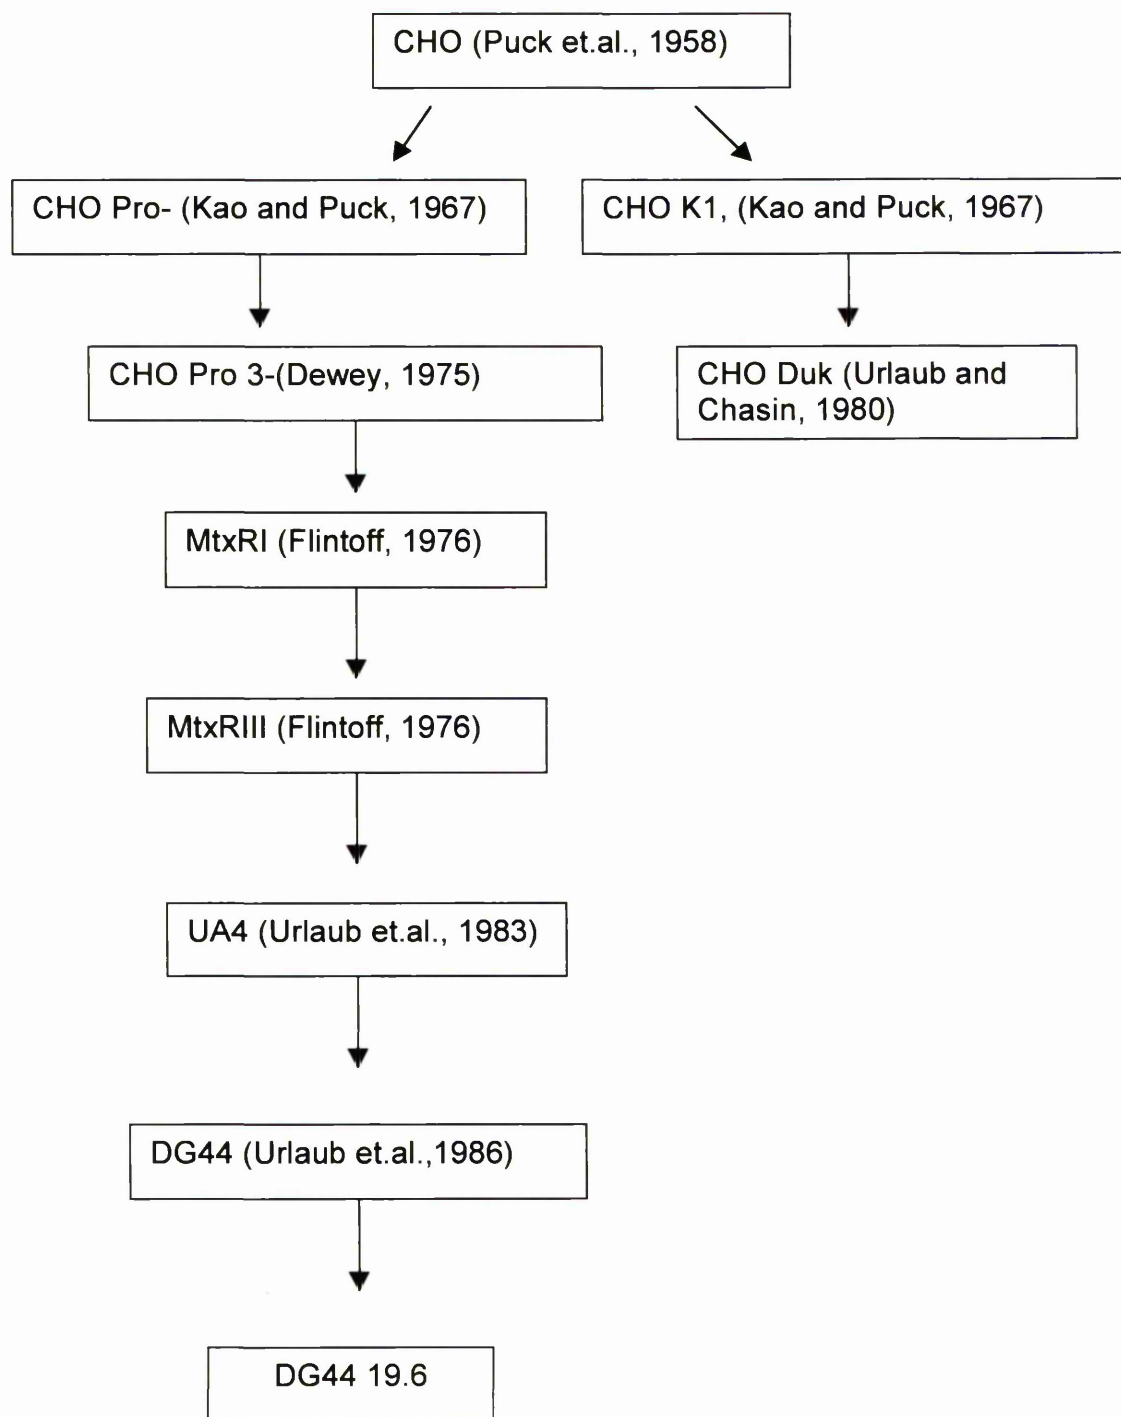 CHO (Puck et.al., 1958)
CHO Pro- (Kao and Puck, 1967)
CHO K1, (Kao and Puck, 1967)
CHO Pro 3-(Dewey, 1975)
CHO Duk (Urlaub and
Chasin, 1980)
MtxRI (Flintoff, 1976)
MtxRIII (Flintoff, 1976)
UA4 (Urlaub et.al., 1983)
DG44 (Urlaub et.al.,1986)
DG44 19.6